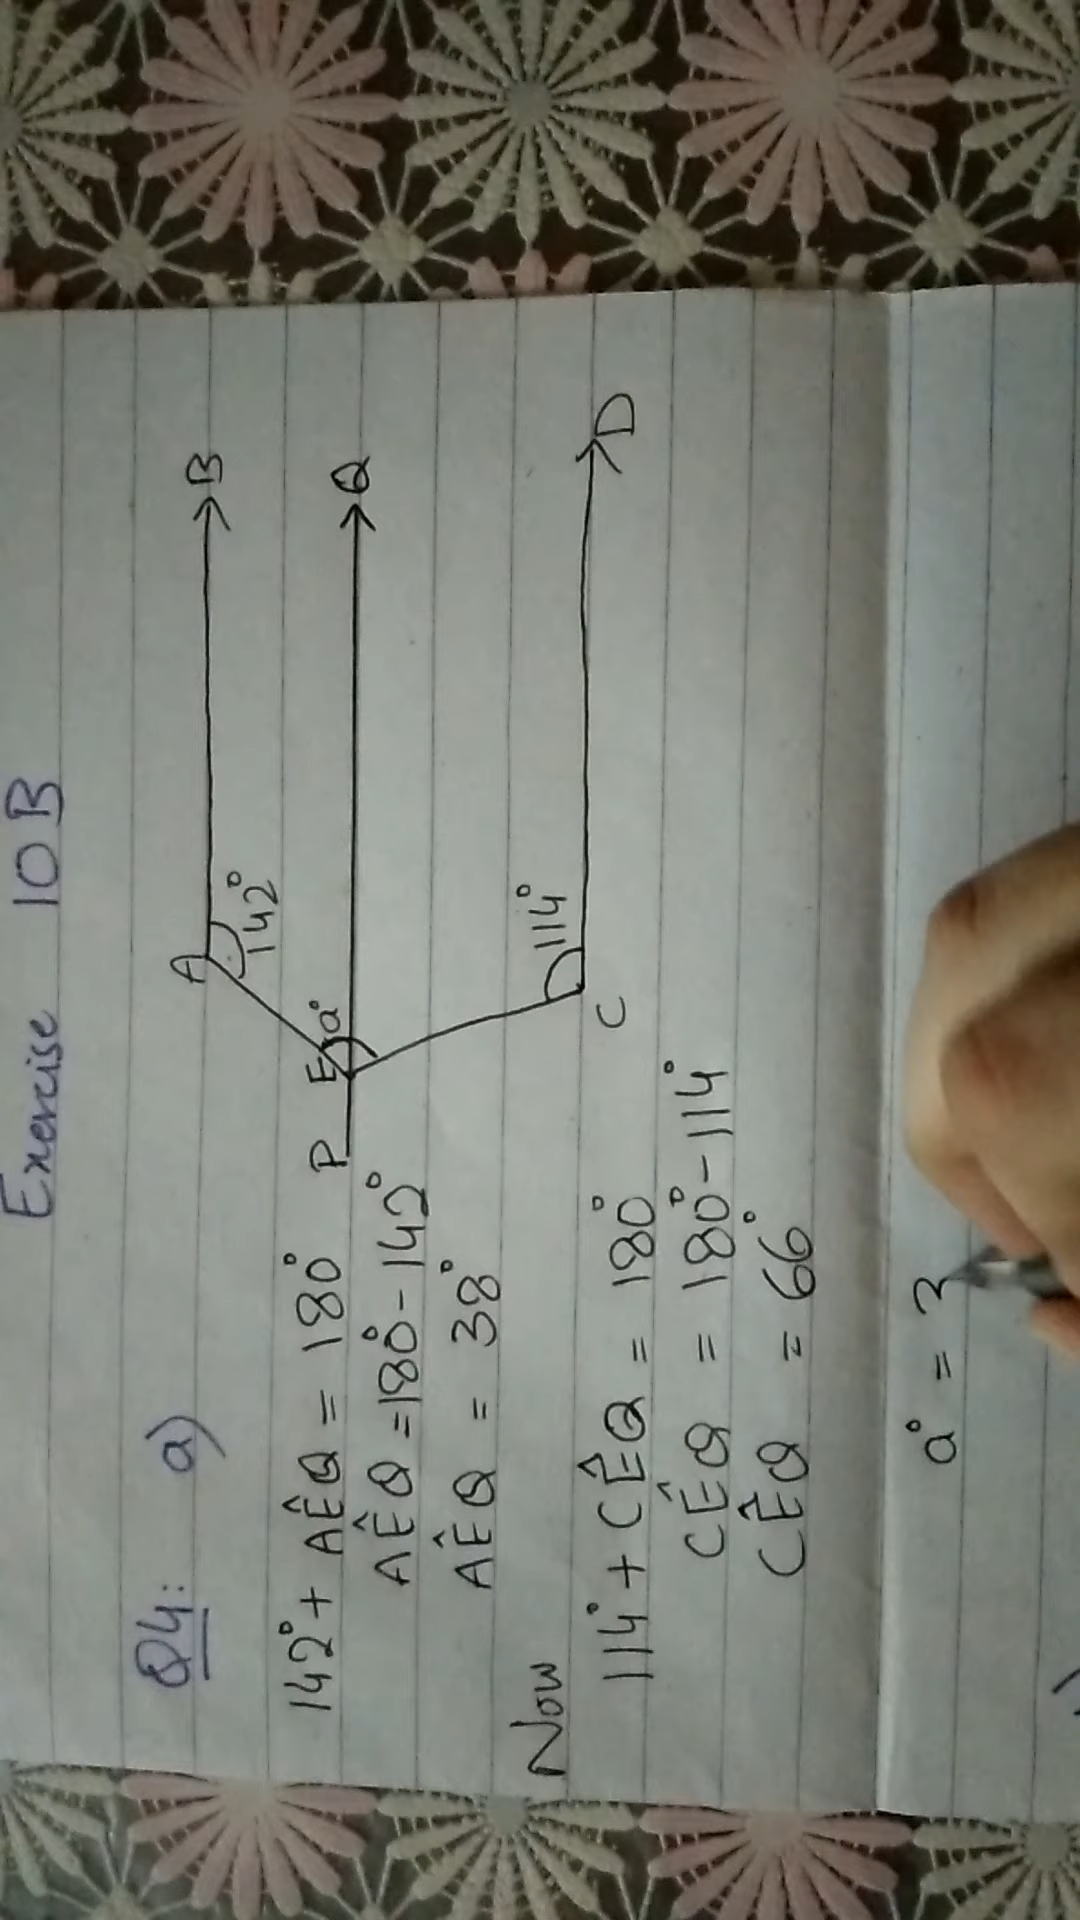 Exercise 10B
Q4: a)
A B
142°
P E a° Q
114°
C D
142° + AÊQ = 180°
AÊQ = 180° - 142°
AÊQ = 38°
Now
114° + CÊQ = 180°
CÊQ = 180° - 114°
CÊQ = 66°
a° = 3